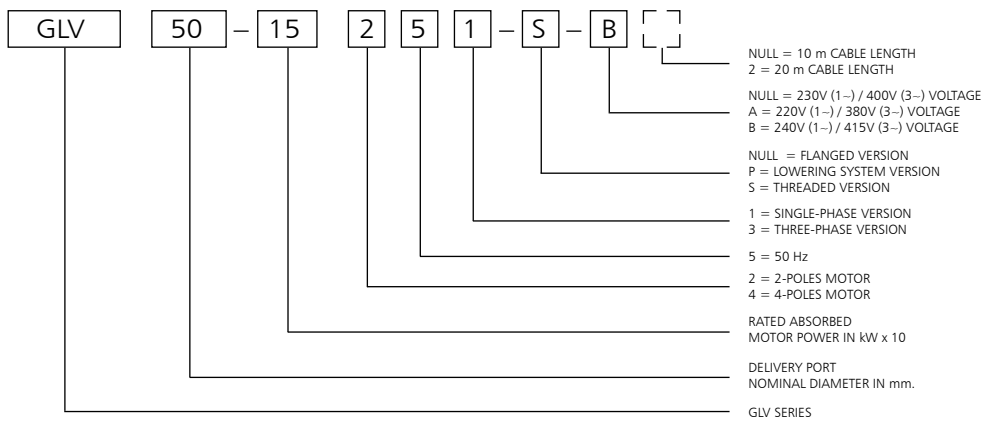 GLV 50 – 15 2 5 1 – S – B
NULL = 10 m CABLE LENGTH
2 = 20 m CABLE LENGTH
NULL = 230V (1~) / 400V (3~) VOLTAGE
A = 220V (1~) / 380V (3~) VOLTAGE
B = 240V (1~) / 415V (3~) VOLTAGE
NULL = FLANGED VERSION
P = LOWERING SYSTEM VERSION
S = THREADED VERSION
1 = SINGLE-PHASE VERSION
3 = THREE-PHASE VERSION
5 = 50 Hz
2 = 2-POLES MOTOR
4 = 4-POLES MOTOR
RATED ABSORBED
MOTOR POWER IN kW x 10
DELIVERY PORT
NOMINAL DIAMETER IN mm.
GLV SERIES